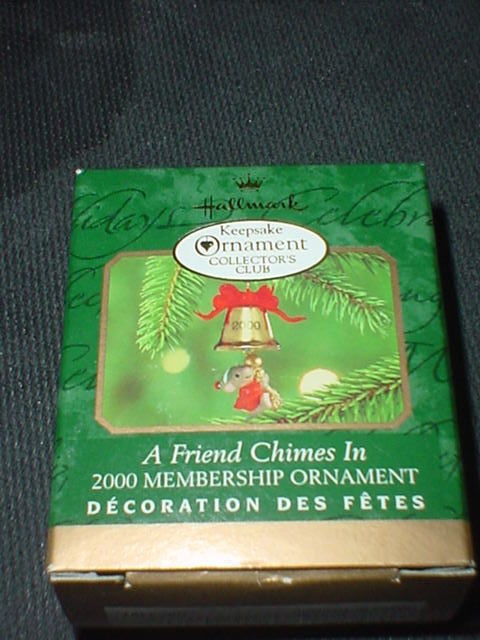 Hallmark
Keepsake
Ornament
COLLECTOR'S
CLUB
2000
A Friend Chimes In
2000 MEMBERSHIP ORNAMENT
DÉCORATION DES FÊTES